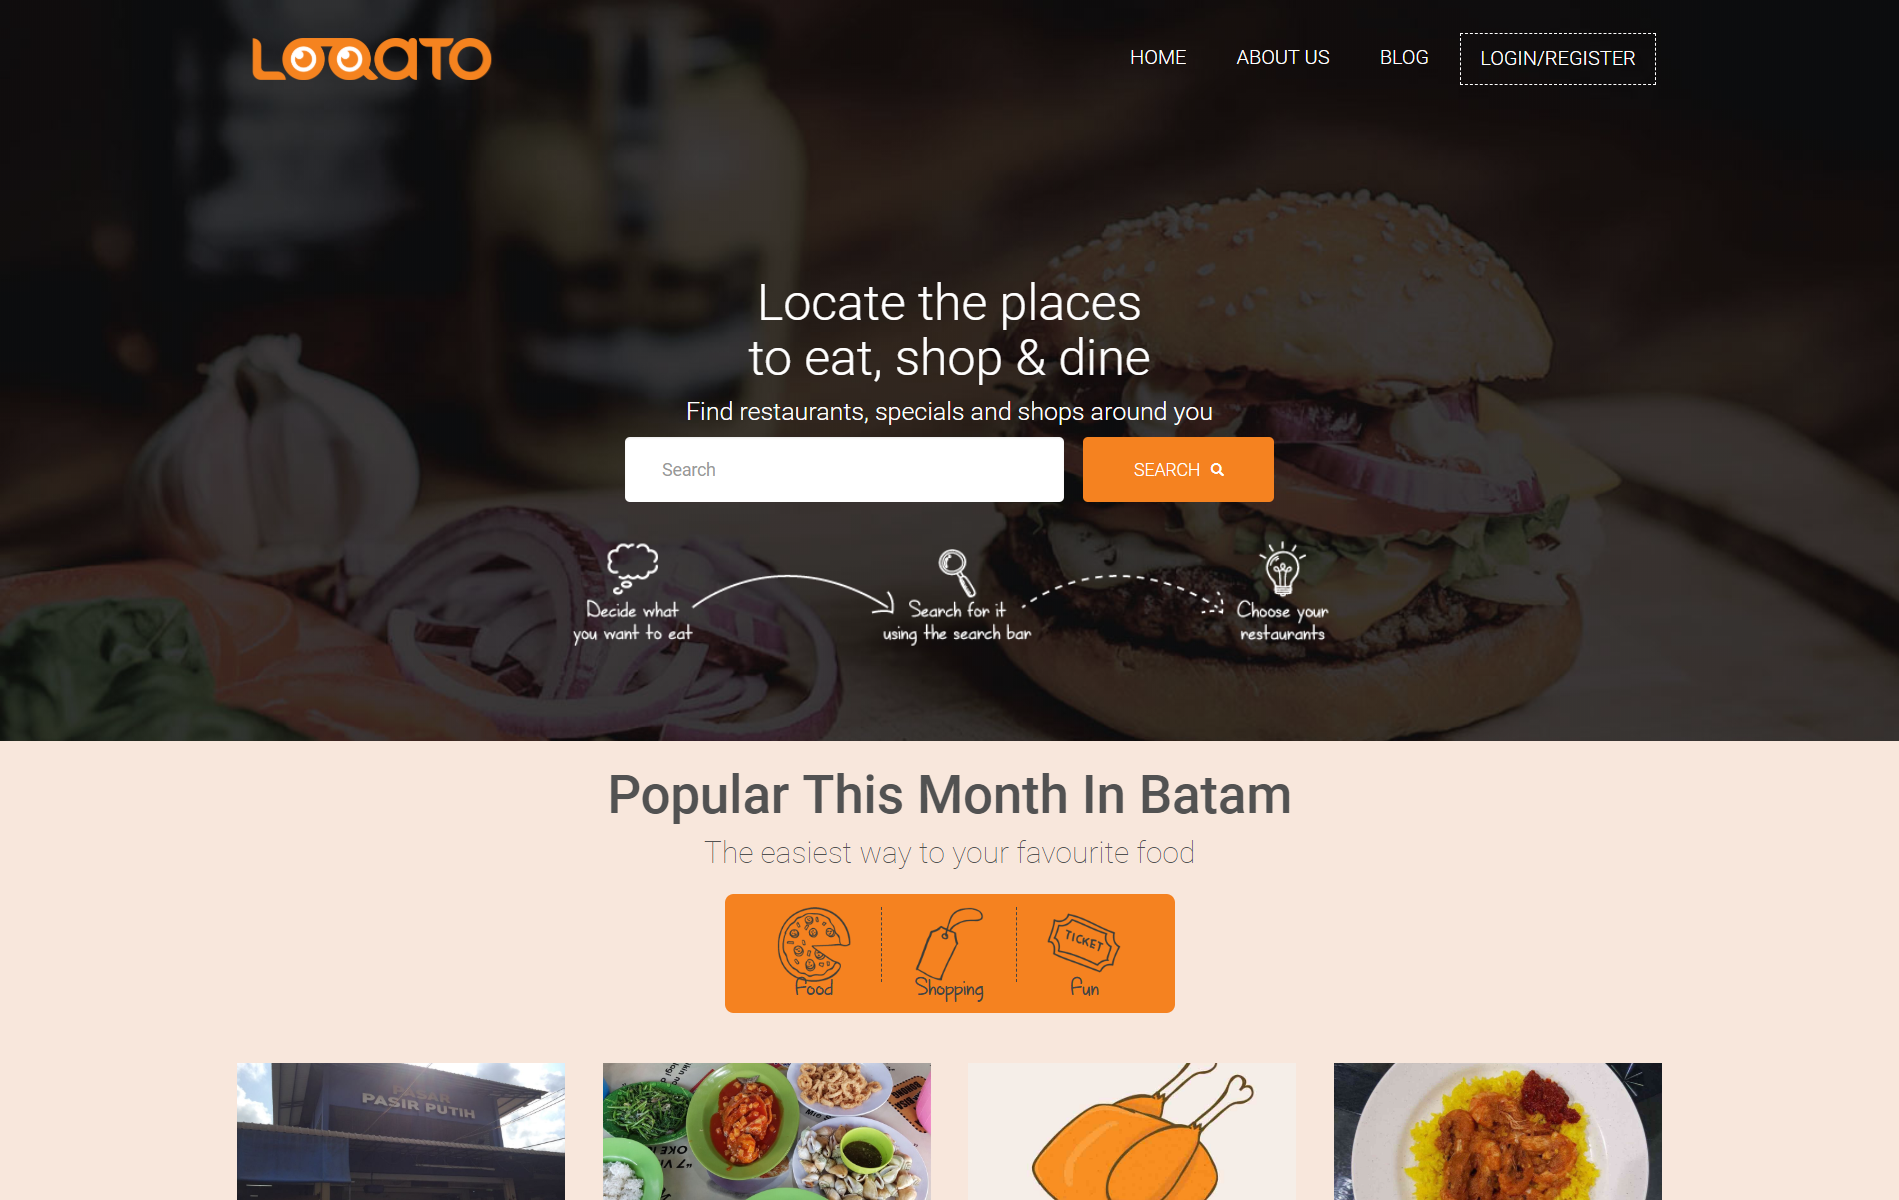 LOQATO
HOME
ABOUT US
BLOG
LOGIN/REGISTER
Locate the places
to eat, shop & dine
Find restaurants, specials and shops around you
Search
SEARCH
Decide what
you want to eat
Search for it
using the search bar
Choose your
restaurants
Popular This Month In Batam
The easiest way to your favourite food
TICKET
Food
Shopping
Fun
PASAR
PASIR PUTIH